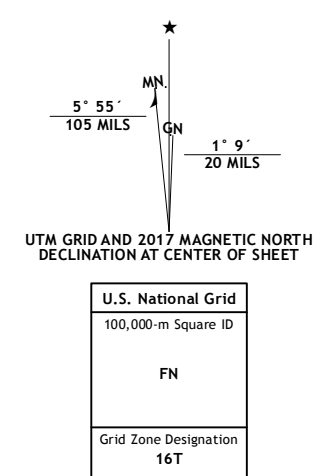 ★
MN.
5° 55´
105 MILS
GN
1° 9´
20 MILS
UTM GRID AND 2017 MAGNETIC NORTH
DECLINATION AT CENTER OF SHEET
U.S. National Grid
100,000-m Square ID
FN
Grid Zone Designation
16T